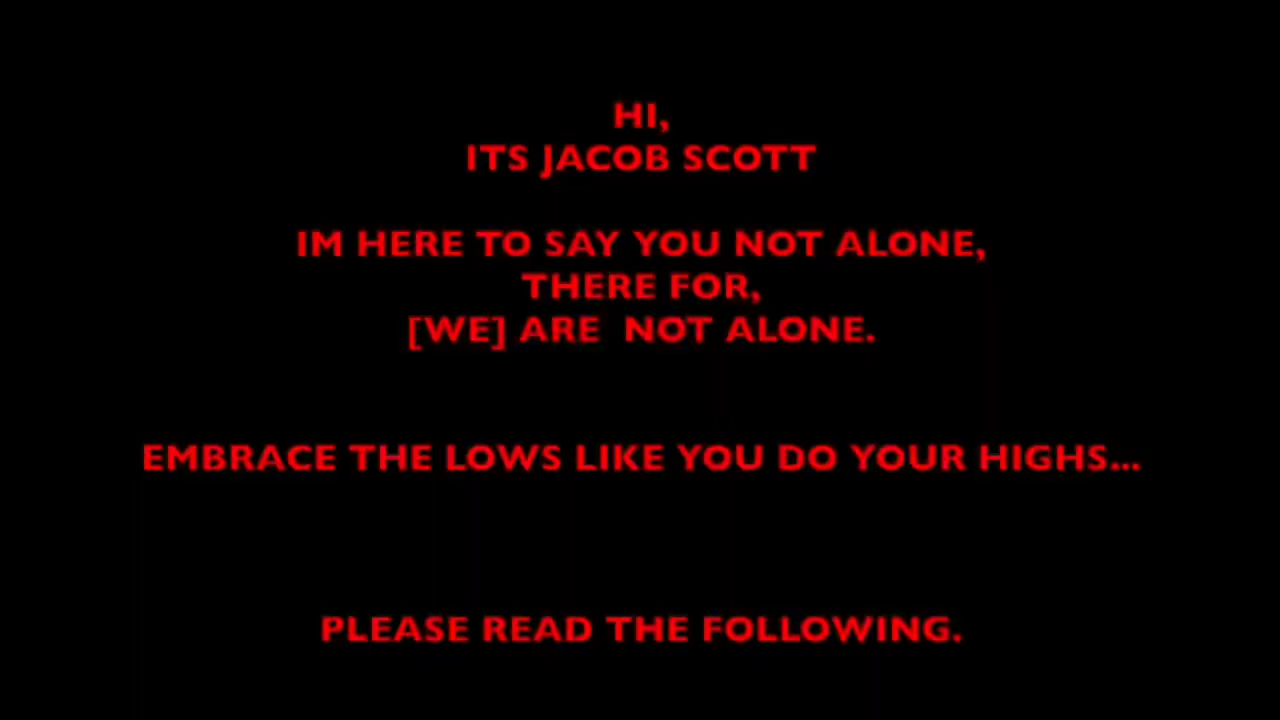 HI,
ITS JACOB SCOTT
IM HERE TO SAY YOU NOT ALONE,
THERE FOR,
[WE] ARE  NOT ALONE.
EMBRACE THE LOWS LIKE YOU DO YOUR HIGHS...
PLEASE READ THE FOLLOWING.